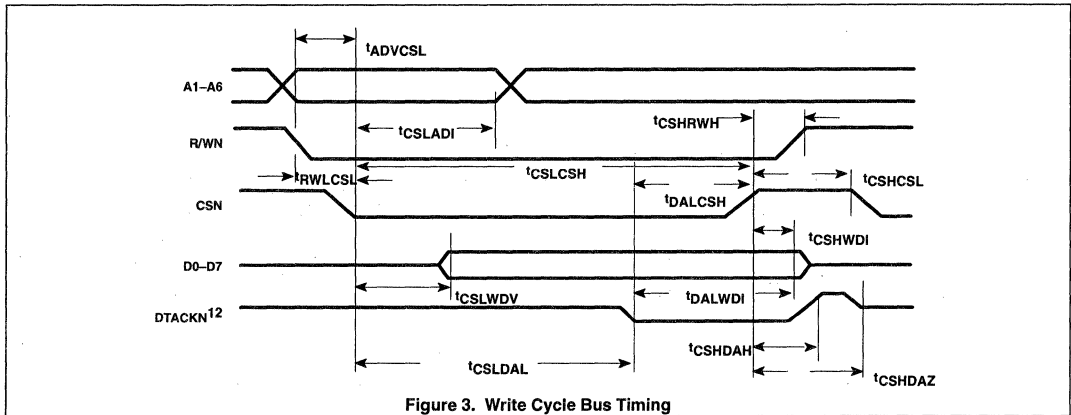 tADVCSL
A1–A6
tCSLADI
tCSHRWH
R/WN
tCSLCSH
tRWLCSL
tDALCSH
tCSHCSL
CSN
tCSHWDI
D0–D7
tCSLWDV
tDALWDI
DTACKN12
tCSHDAH
tCSLDAL
tCSHDAZ
Figure 3. Write Cycle Bus Timing